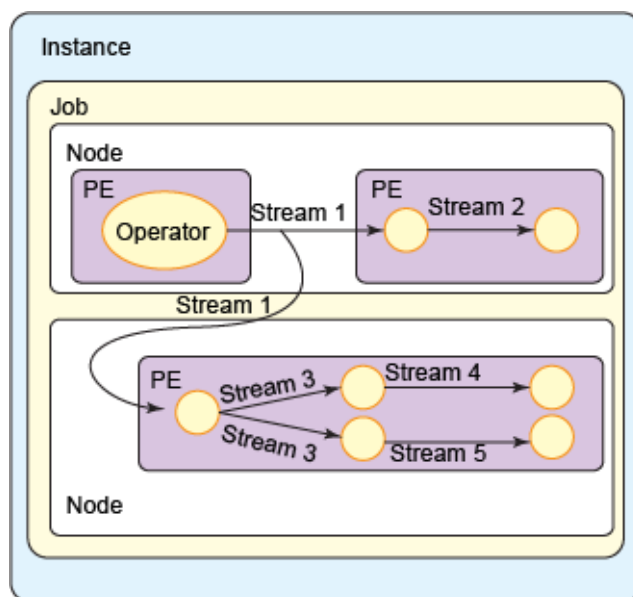 Instance
Job
Node
PE
PE
Operator
Stream 1
Stream 2
Stream 1
PE
Stream 3
Stream 4
Stream 3
Stream 5
Node